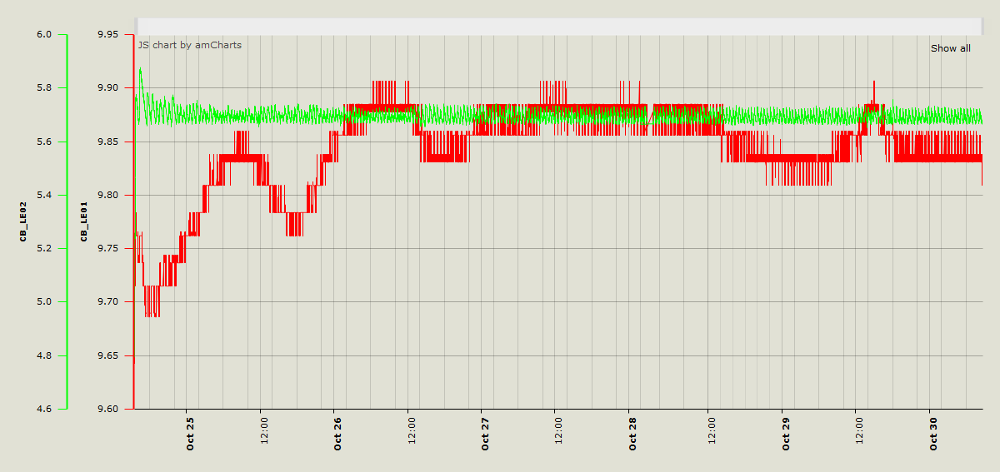 JS chart by amCharts
Show all
CB_LE02
6.0
5.8
5.6
5.4
5.2
5.0
4.8
4.6
CB_LE01
9.95
9.90
9.85
9.80
9.75
9.70
9.65
9.60
Oct 25
12:00
Oct 26
12:00
Oct 27
12:00
Oct 28
12:00
Oct 29
12:00
Oct 30